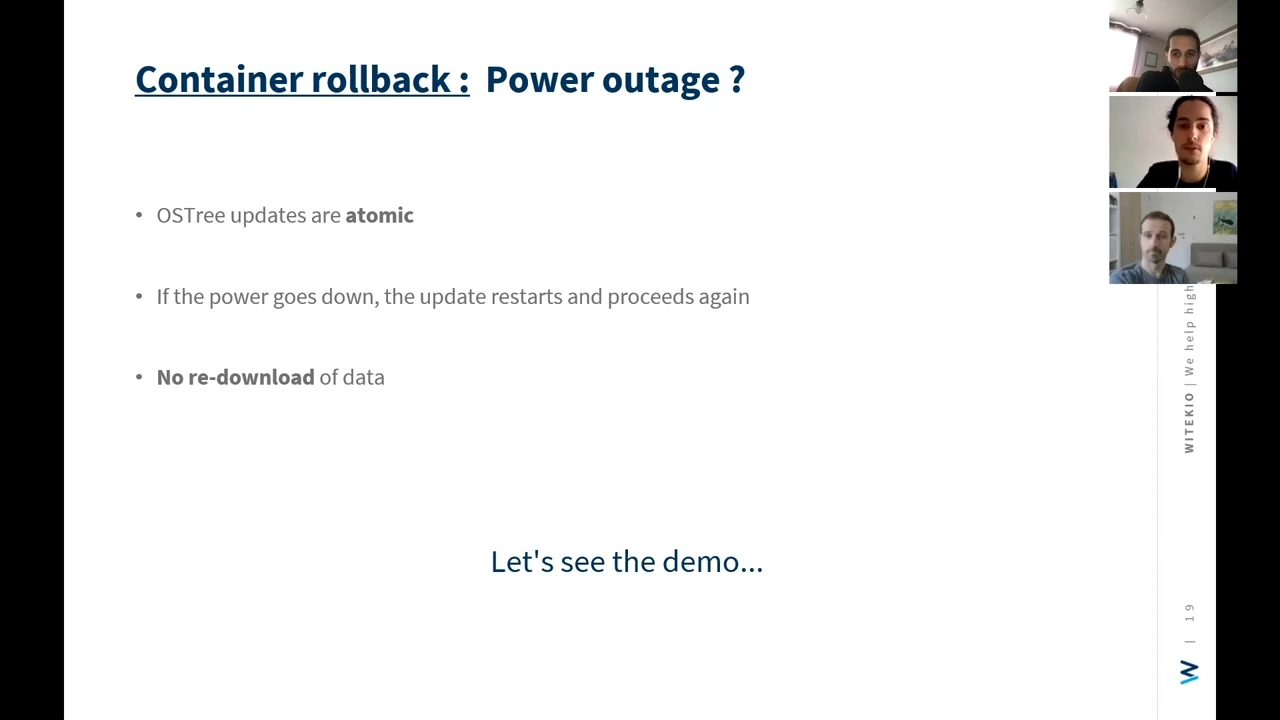 Container rollback : Power outage ?
• OSTree updates are atomic
• If the power goes down, the update restarts and proceeds again
• No re-download of data
Let's see the demo...
WITEKIO | We help high
| 19